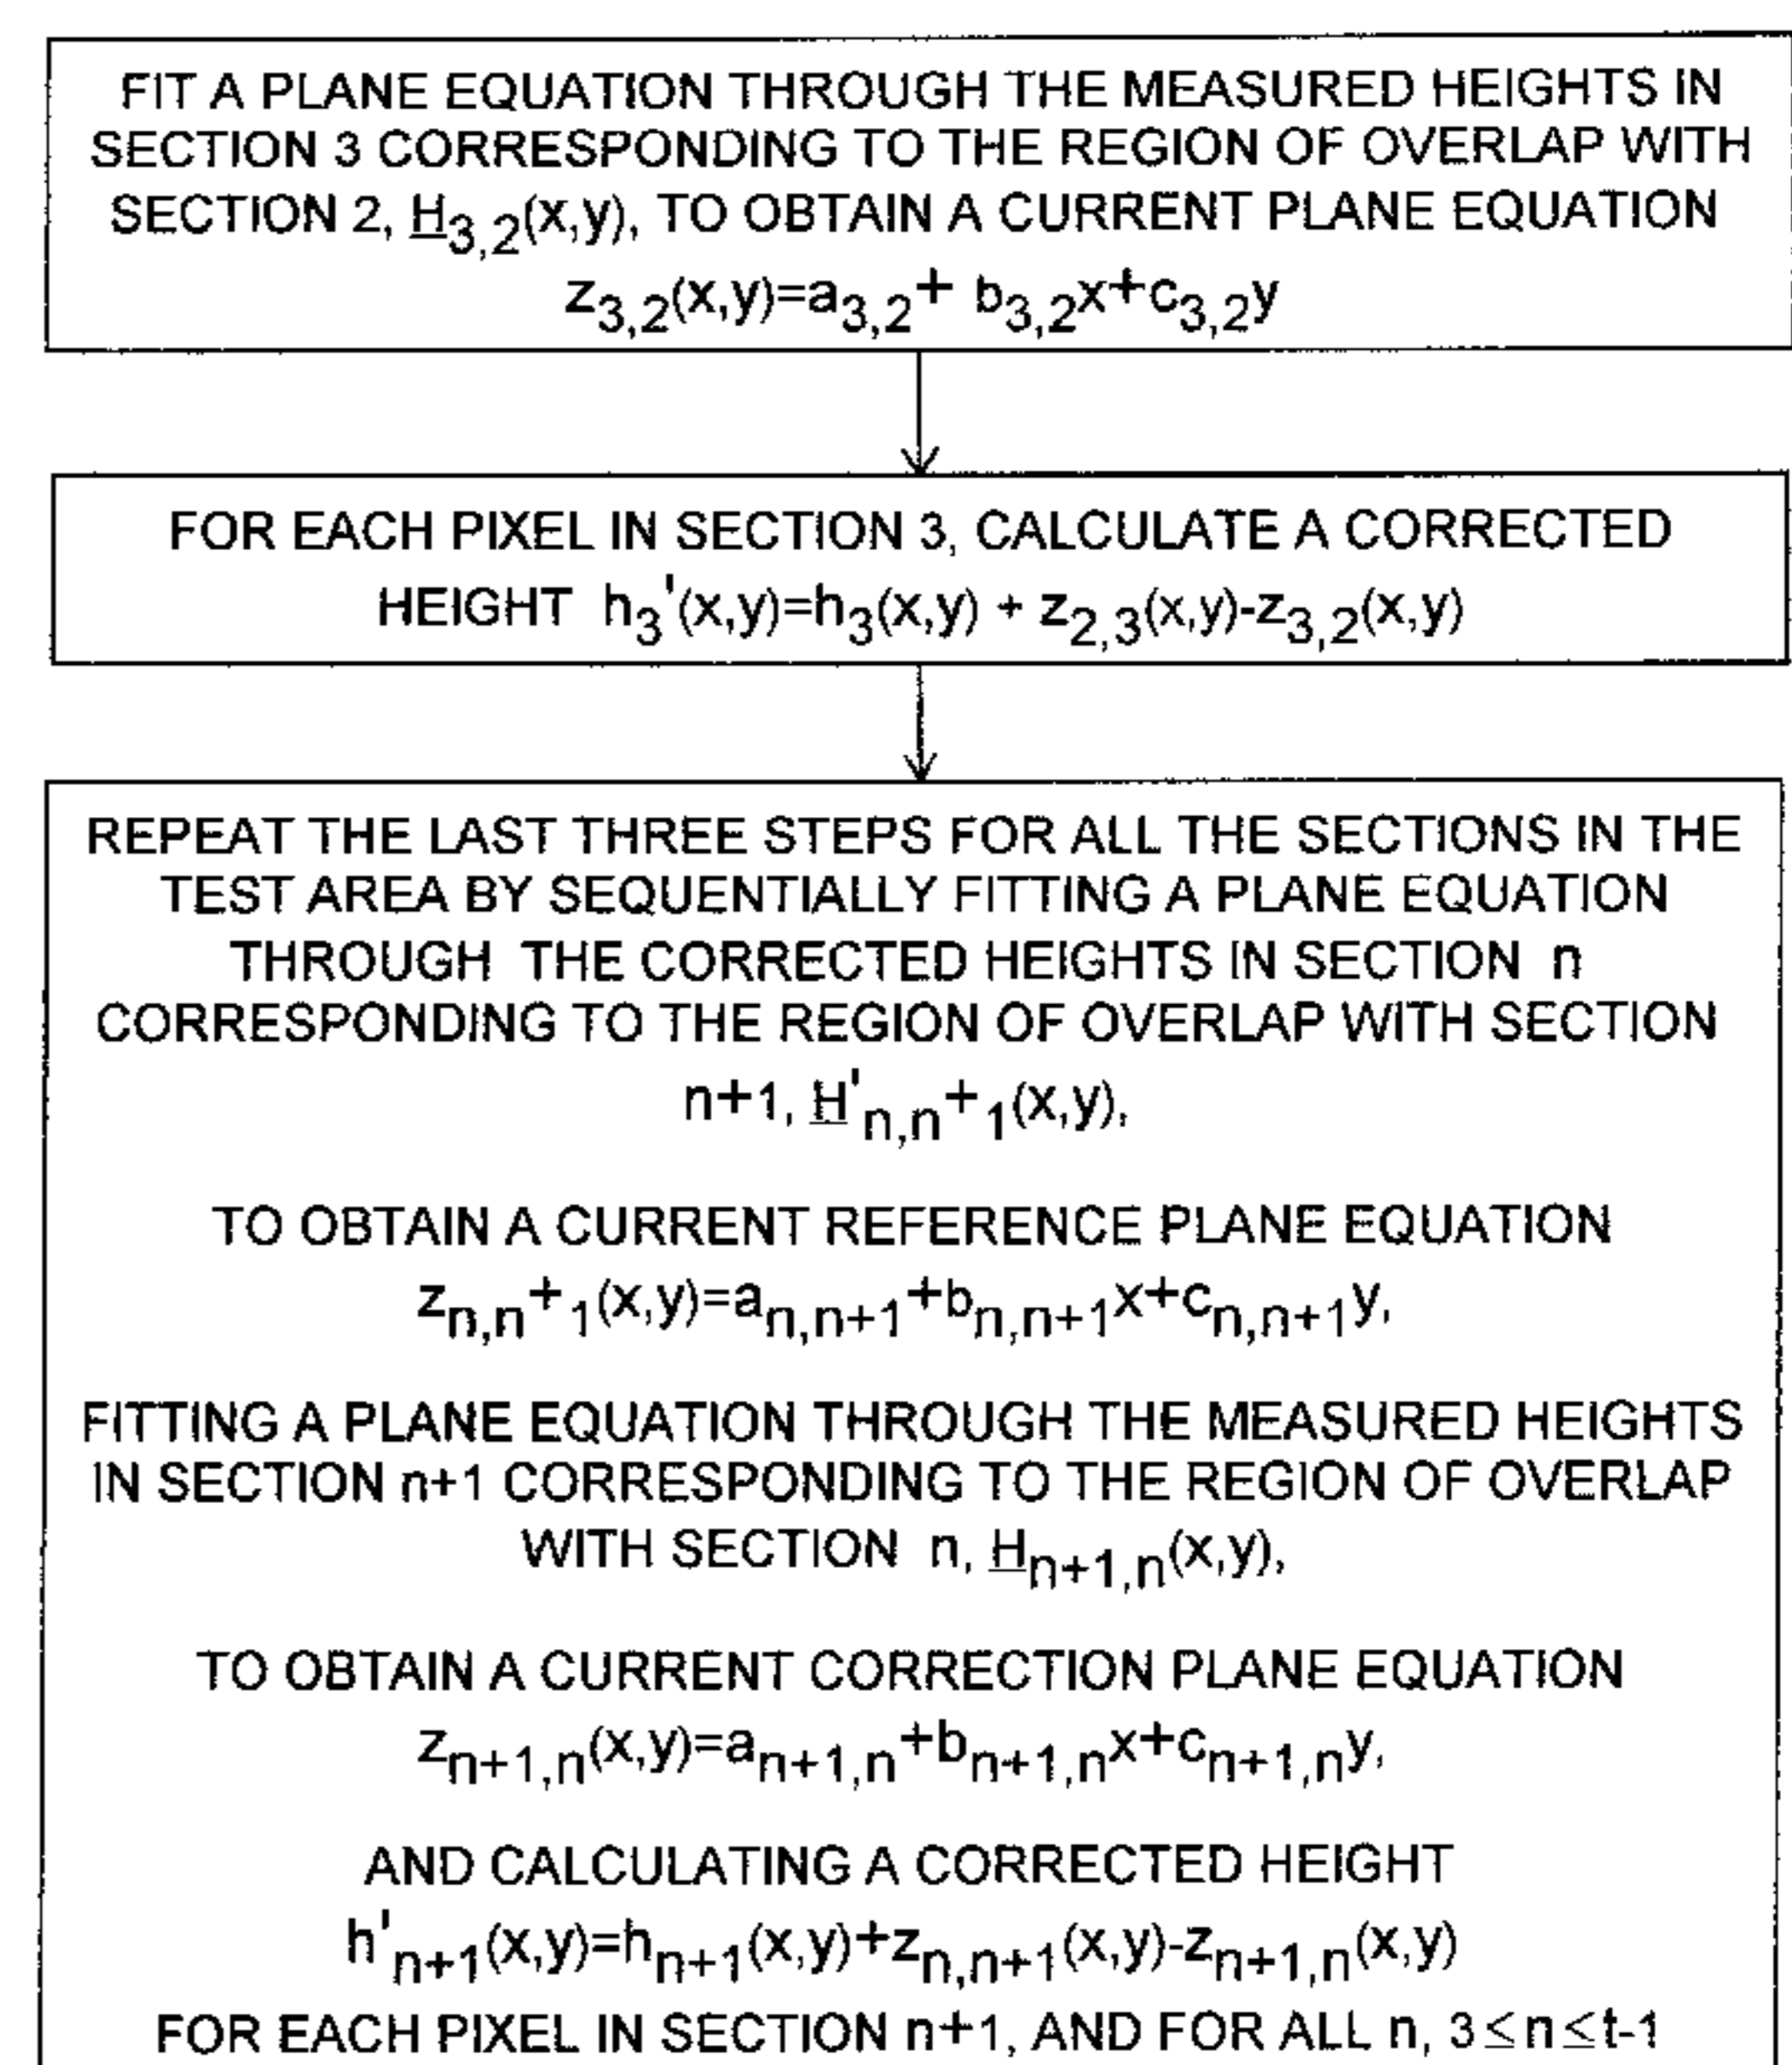 FIT A PLANE EQUATION THROUGH THE MEASURED HEIGHTS IN
SECTION 3 CORRESPONDING TO THE REGION OF OVERLAP WITH
SECTION 2, H₃,₂(x,y), TO OBTAIN A CURRENT PLANE EQUATION
z₃,₂(x,y)=a₃,₂+ b₃,₂x+c₃,₂y
FOR EACH PIXEL IN SECTION 3, CALCULATE A CORRECTED
HEIGHT h₃'(x,y)=h₃(x,y) + z₂,₃(x,y)-z₃,₂(x,y)
REPEAT THE LAST THREE STEPS FOR ALL THE SECTIONS IN THE
TEST AREA BY SEQUENTIALLY FITTING A PLANE EQUATION
THROUGH THE CORRECTED HEIGHTS IN SECTION n
CORRESPONDING TO THE REGION OF OVERLAP WITH SECTION
n+1, H'ₙ,ₙ₊₁(x,y),
TO OBTAIN A CURRENT REFERENCE PLANE EQUATION
zₙ,ₙ₊₁(x,y)=aₙ,ₙ₊₁+bₙ,ₙ₊₁x+cₙ,ₙ₊₁y,
FITTING A PLANE EQUATION THROUGH THE MEASURED HEIGHTS
IN SECTION n+1 CORRESPONDING TO THE REGION OF OVERLAP
WITH SECTION n, Hₙ₊₁,ₙ(x,y),
TO OBTAIN A CURRENT CORRECTION PLANE EQUATION
zₙ₊₁,ₙ(x,y)=aₙ₊₁,ₙ+bₙ₊₁,ₙx+cₙ₊₁,ₙy,
AND CALCULATING A CORRECTED HEIGHT
h'ₙ₊₁(x,y)=hₙ₊₁(x,y)+zₙ,ₙ₊₁(x,y)-zₙ₊₁,ₙ(x,y)
FOR EACH PIXEL IN SECTION n+1, AND FOR ALL n, 3≤n≤t-1